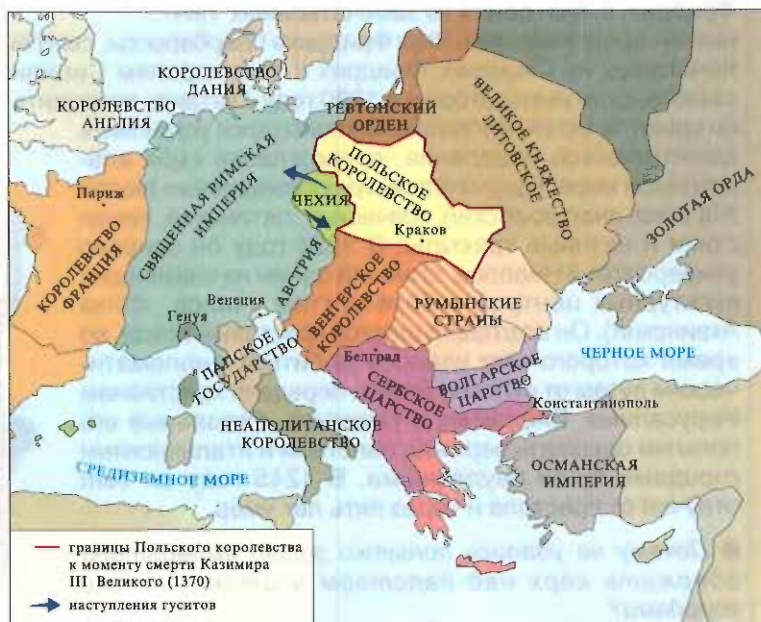 КОРОЛЕВСТВО
ДАНИЯ
КОРОЛЕВСТВО
АНГЛИЯ
ТЕВТОНСКИЙ
ОРДЕН
ВЕЛИКОЕ КНЯЖЕСТВО
ЛИТОВСКОЕ
ПОЛЬСКОЕ
КОРОЛЕВСТВО
Краков
ЗОЛОТАЯ ОРДА
СВЯЩЕННАЯ РИМСКАЯ
ИМПЕРИЯ
ЧЕХИЯ
Париж
КОРОЛЕВСТВО
ФРАНЦИЯ
АВСТРИЯ
ВЕНГЕРСКОЕ
КОРОЛЕВСТВО
РУМЫНСКИЕ
СТРАНЫ
Венеция
Генуя
ПАПСКОЕ
ГОСУДАРСТВО
Белград
СЕРБСКОЕ
ЦАРСТВО
БОЛГАРСКОЕ
ЦАРСТВО
ЧЕРНОЕ МОРЕ
Константинополь
НЕАПОЛИТАНСКОЕ
КОРОЛЕВСТВО
ОСМАНСКАЯ
ИМПЕРИЯ
СРЕДИЗЕМНОЕ МОРЕ
границы Польского королевства
к моменту смерти Казимира
III Великого (1370)
наступления гуситов